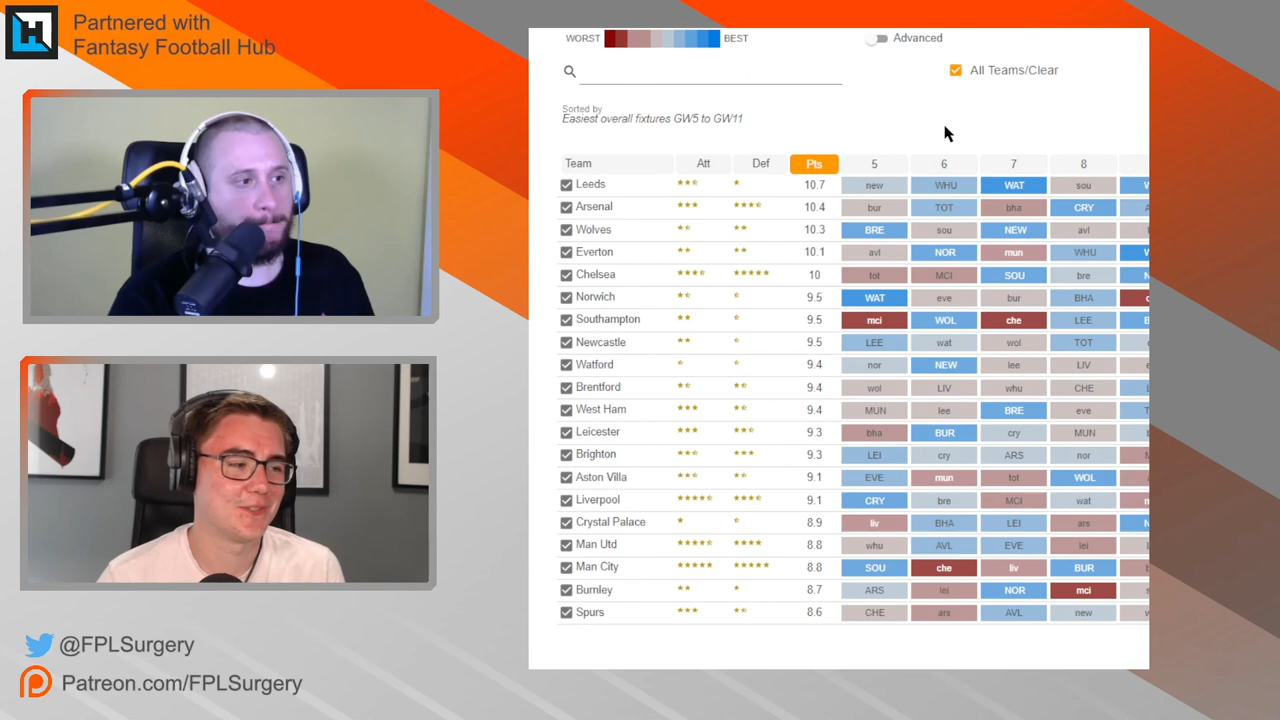 Partnered with
Fantasy Football Hub
WORST BEST Advanced
All Teams/Clear
Sorted by
Easiest overall fixtures GW5 to GW11
Team Att Def Pts 5 6 7 8
Leeds 10.7 new WHU WAT sou
Arsenal 10.4 bur TOT bha CRY
Wolves 10.3 BRE sou NEW avl
Everton 10.1 avl NOR mun WHU
Chelsea 10 tot MCI SOU bre
Norwich 9.5 WAT eve bur BHA
Southampton 9.5 mci WOL che LEE
Newcastle 9.5 LEE wat wol TOT
Watford 9.4 nor NEW lee LIV
Brentford 9.4 wol LIV whu CHE
West Ham 9.4 MUN lee BRE eve
Leicester 9.3 bha BUR cry MUN
Brighton 9.3 LEI cry ARS nor
Aston Villa 9.1 EVE mun tot WOL
Liverpool 9.1 CRY bre MCI wat
Crystal Palace 8.9 liv BHA LEI ars
Man Utd 8.8 whu AVL EVE lei
Man City 8.8 SOU che liv BUR
Burnley 8.7 ARS lei NOR mci
Spurs 8.6 CHE ars AVL new
@FPLSurgery
Patreon.com/FPLSurgery